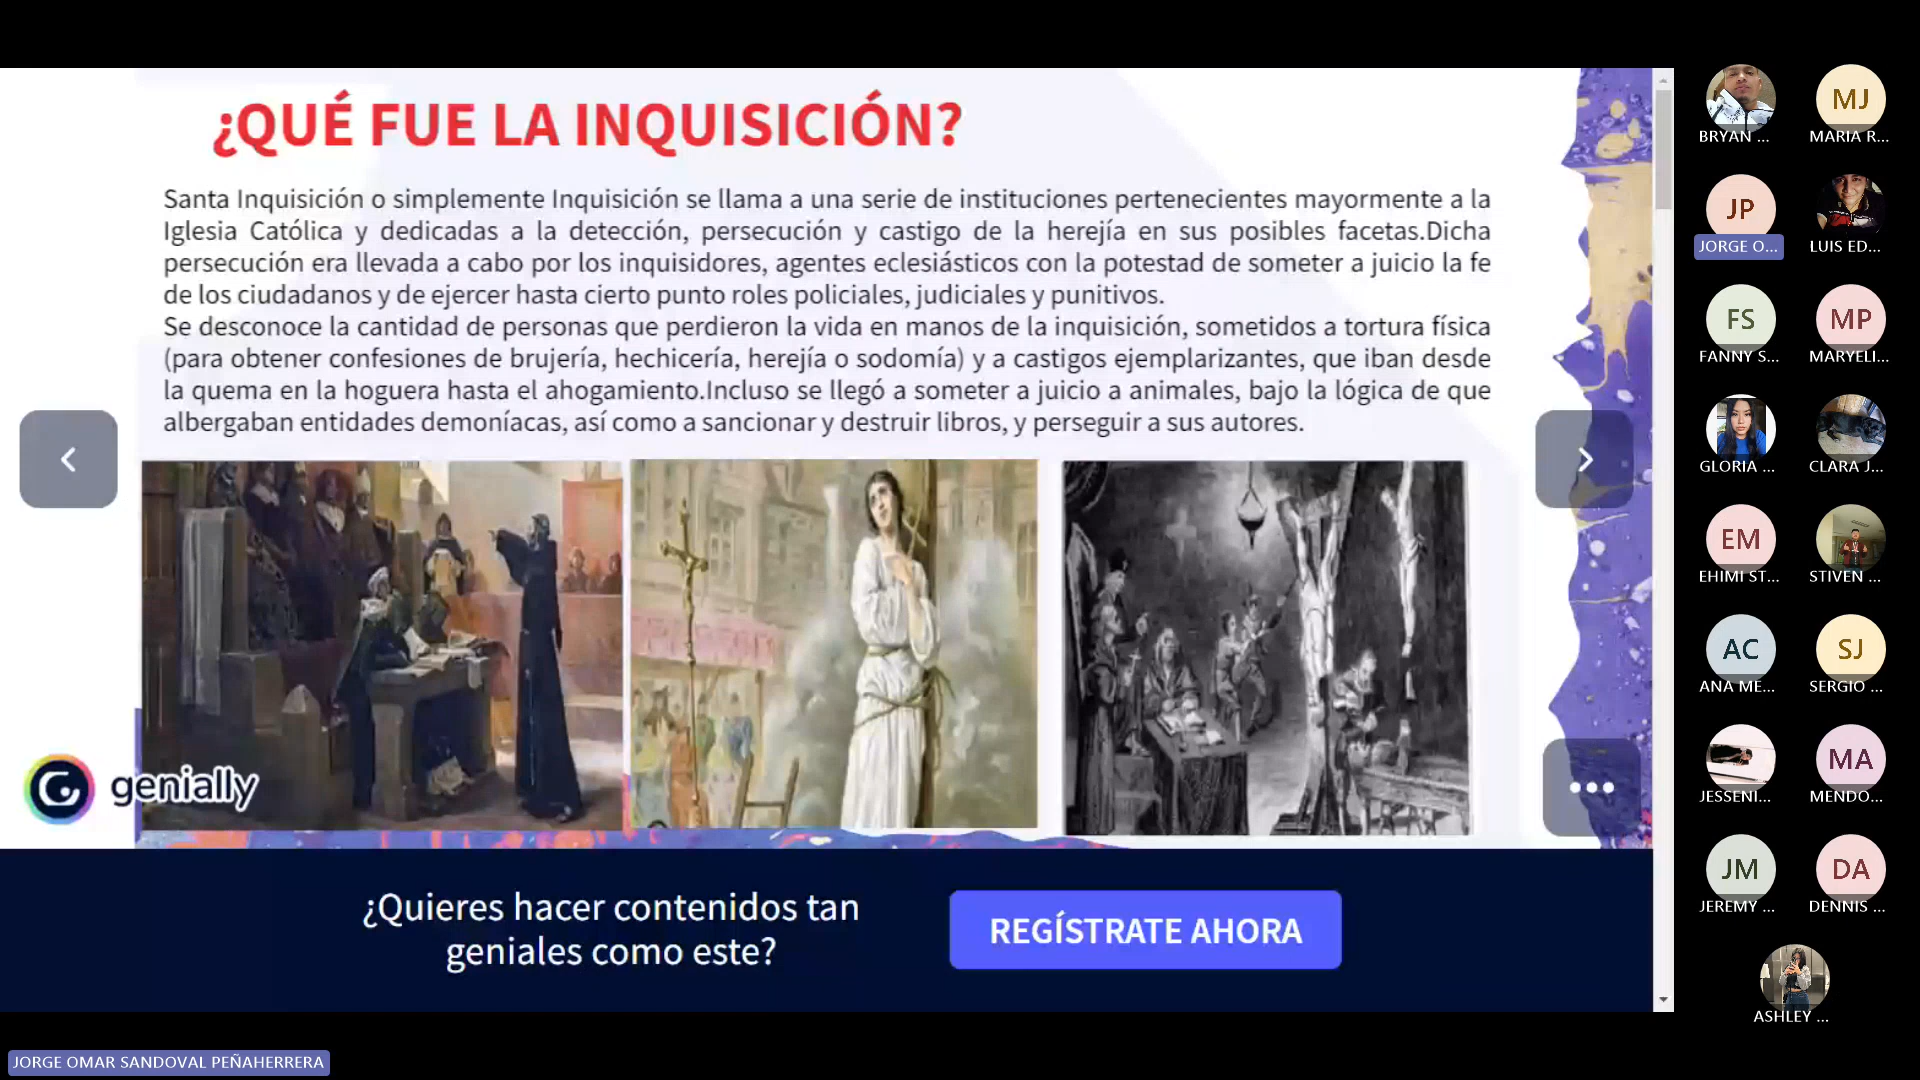 ¿QUÉ FUE LA INQUISICIÓN?
Santa Inquisición o simplemente Inquisición se llama a una serie de instituciones pertenecientes mayormente a la
Iglesia Católica y dedicadas a la detección, persecución y castigo de la herejía en sus posibles facetas.Dicha
persecución era llevada a cabo por los inquisidores, agentes eclesiásticos con la potestad de someter a juicio la fe
de los ciudadanos y de ejercer hasta cierto punto roles policiales, judiciales y punitivos.
Se desconoce la cantidad de personas que perdieron la vida en manos de la inquisición, sometidos a tortura física
(para obtener confesiones de brujería, hechicería, herejía o sodomía) y a castigos ejemplarizantes, que iban desde
la quema en la hoguera hasta el ahogamiento.Incluso se llegó a someter a juicio a animales, bajo la lógica de que
albergaban entidades demoníacas, así como a sancionar y destruir libros, y perseguir a sus autores.
genially
¿Quieres hacer contenidos tan
geniales como este?
REGÍSTRATE AHORA
JORGE OMAR SANDOVAL PEÑAHERRERA
MJ
BRYAN ...
MARIA R...
JP
JORGE O...
LUIS ED...
FS
MP
FANNY S...
MARYELI...
GLORIA ...
CLARA J...
EM
EHIMI ST...
STIVEN ...
AC
SJ
ANA ME...
SERGIO ...
MA
JESSENI...
MENDO...
JM
DA
JEREMY ...
DENNIS ...
ASHLEY ...